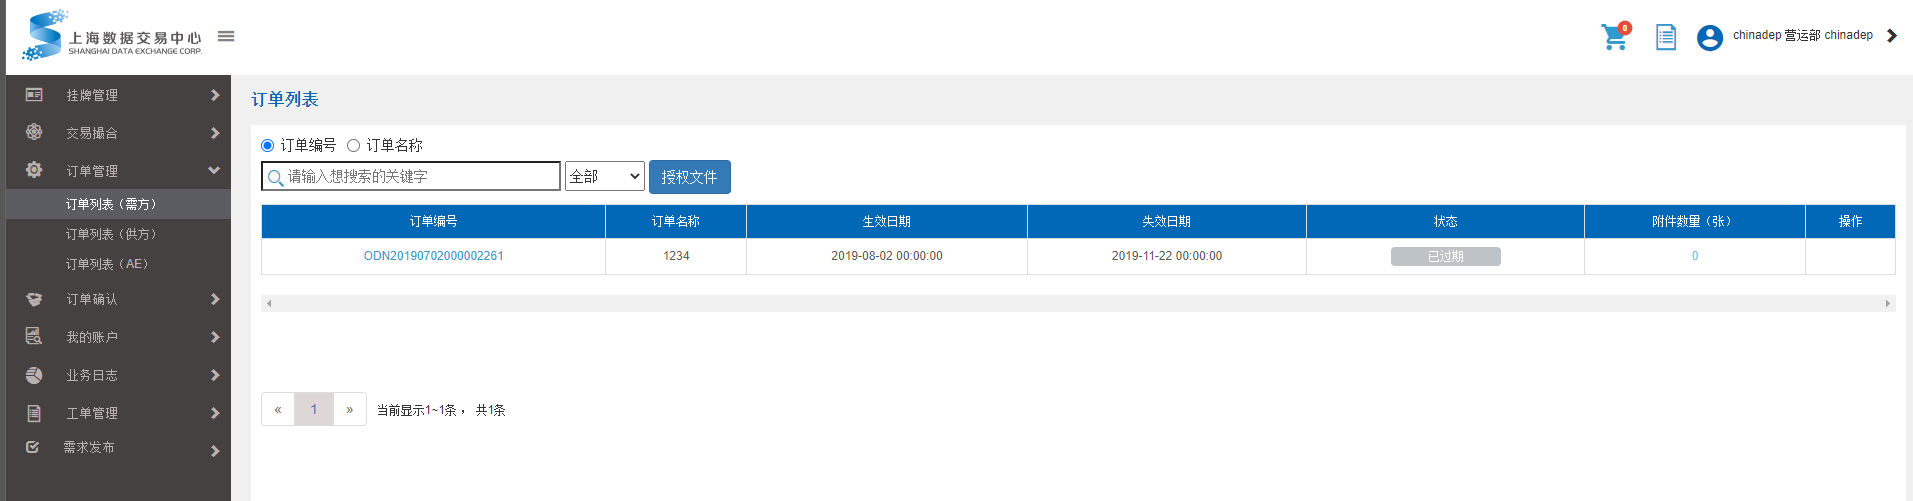 上海数据交易中心
SHANGHAI DATA EXCHANGE CORP.
0
chinadep 营运部 chinadep
挂牌管理
交易撮合
订单管理
订单列表（需方）
订单列表（供方）
订单列表（AE）
订单确认
我的账户
业务日志
工单管理
需求发布
订单列表
订单编号 订单名称
请输入想搜索的关键字 全部 授权文件
订单编号 订单名称 生效日期 失效日期 状态 附件数量（张） 操作
ODN20190702000002261 1234 2019-08-02 00:00:00 2019-11-22 00:00:00 已过期 0
« 1 » 当前显示1~1条 ， 共1条